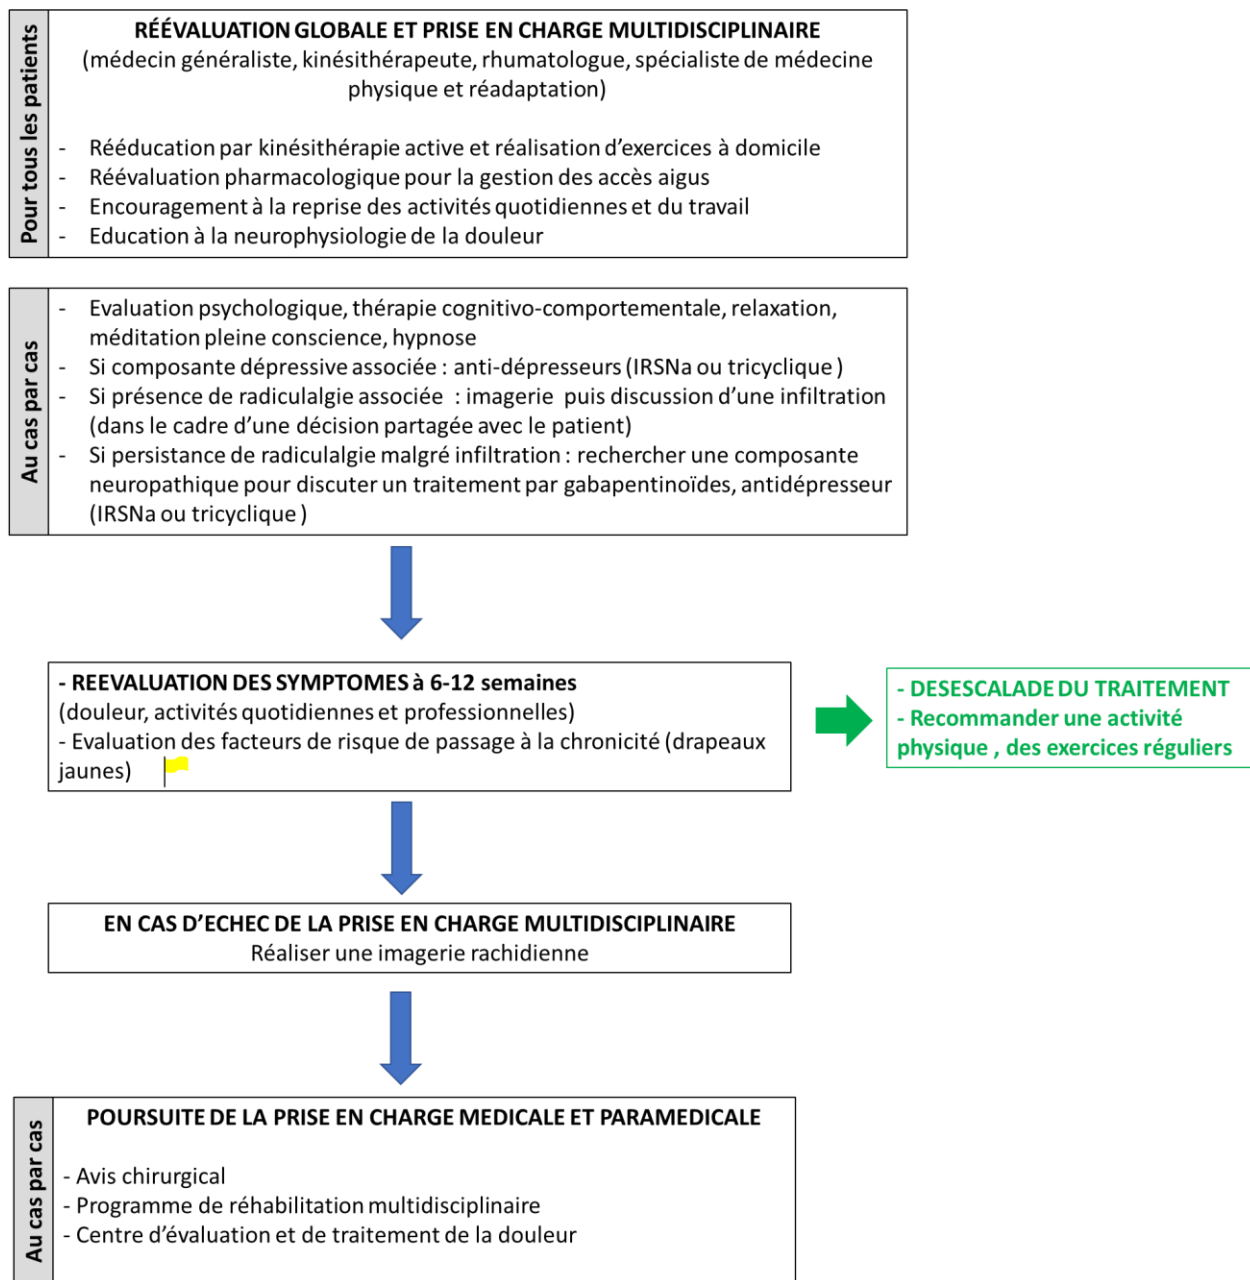 Pour tous les patients
RÉÉVALUATION GLOBALE ET PRISE EN CHARGE MULTIDISCIPLINAIRE
(médecin généraliste, kinésithérapeute, rhumatologue, spécialiste de médecine
physique et réadaptation)
- Rééducation par kinésithérapie active et réalisation d'exercices à domicile
- Réévaluation pharmacologique pour la gestion des accès aigus
- Encouragement à la reprise des activités quotidiennes et du travail
- Education à la neurophysiologie de la douleur
Au cas par cas
- Evaluation psychologique, thérapie cognitivo-comportementale, relaxation,
méditation pleine conscience, hypnose
- Si composante dépressive associée : anti-dépresseurs (IRSNa ou tricyclique )
- Si présence de radiculalgie associée : imagerie puis discussion d'une infiltration
(dans le cadre d'une décision partagée avec le patient)
- Si persistance de radiculalgie malgré infiltration : rechercher une composante
neuropathique pour discuter un traitement par gabapentinoïdes, antidépresseur
(IRSNa ou tricyclique )
- REEVALUATION DES SYMPTOMES à 6-12 semaines
(douleur, activités quotidiennes et professionnelles)
- Evaluation des facteurs de risque de passage à la chronicité (drapeaux
jaunes)
- DESESCALADE DU TRAITEMENT
- Recommander une activité
physique , des exercices réguliers
EN CAS D'ECHEC DE LA PRISE EN CHARGE MULTIDISCIPLINAIRE
Réaliser une imagerie rachidienne
Au cas par cas
POURSUITE DE LA PRISE EN CHARGE MEDICALE ET PARAMEDICALE
- Avis chirurgical
- Programme de réhabilitation multidisciplinaire
- Centre d'évaluation et de traitement de la douleur